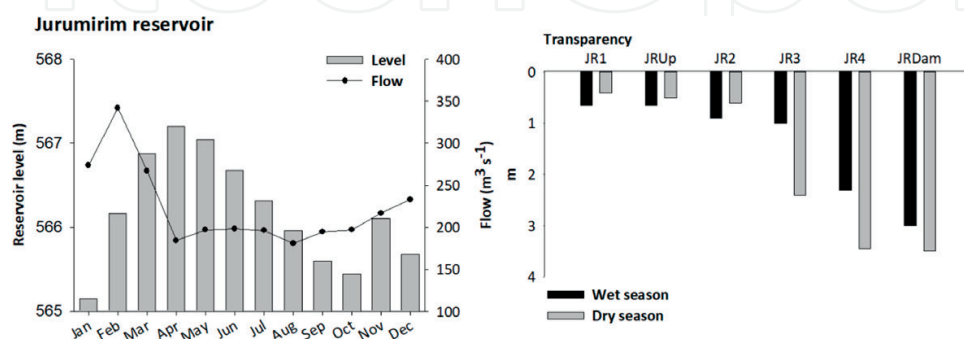 Jurumirim reservoir
568
567
566
565
Reservoir level (m)
Level
Flow
400
350
300
250
200
150
100
Flow (m³ s⁻¹)
Jan Feb Mar Apr May Jun Jul Aug Sep Oct Nov Dec
Transparency
JR1 JRUp JR2 JR3 JR4 JRDam
0
1
2
3
4
m
Wet season
Dry season